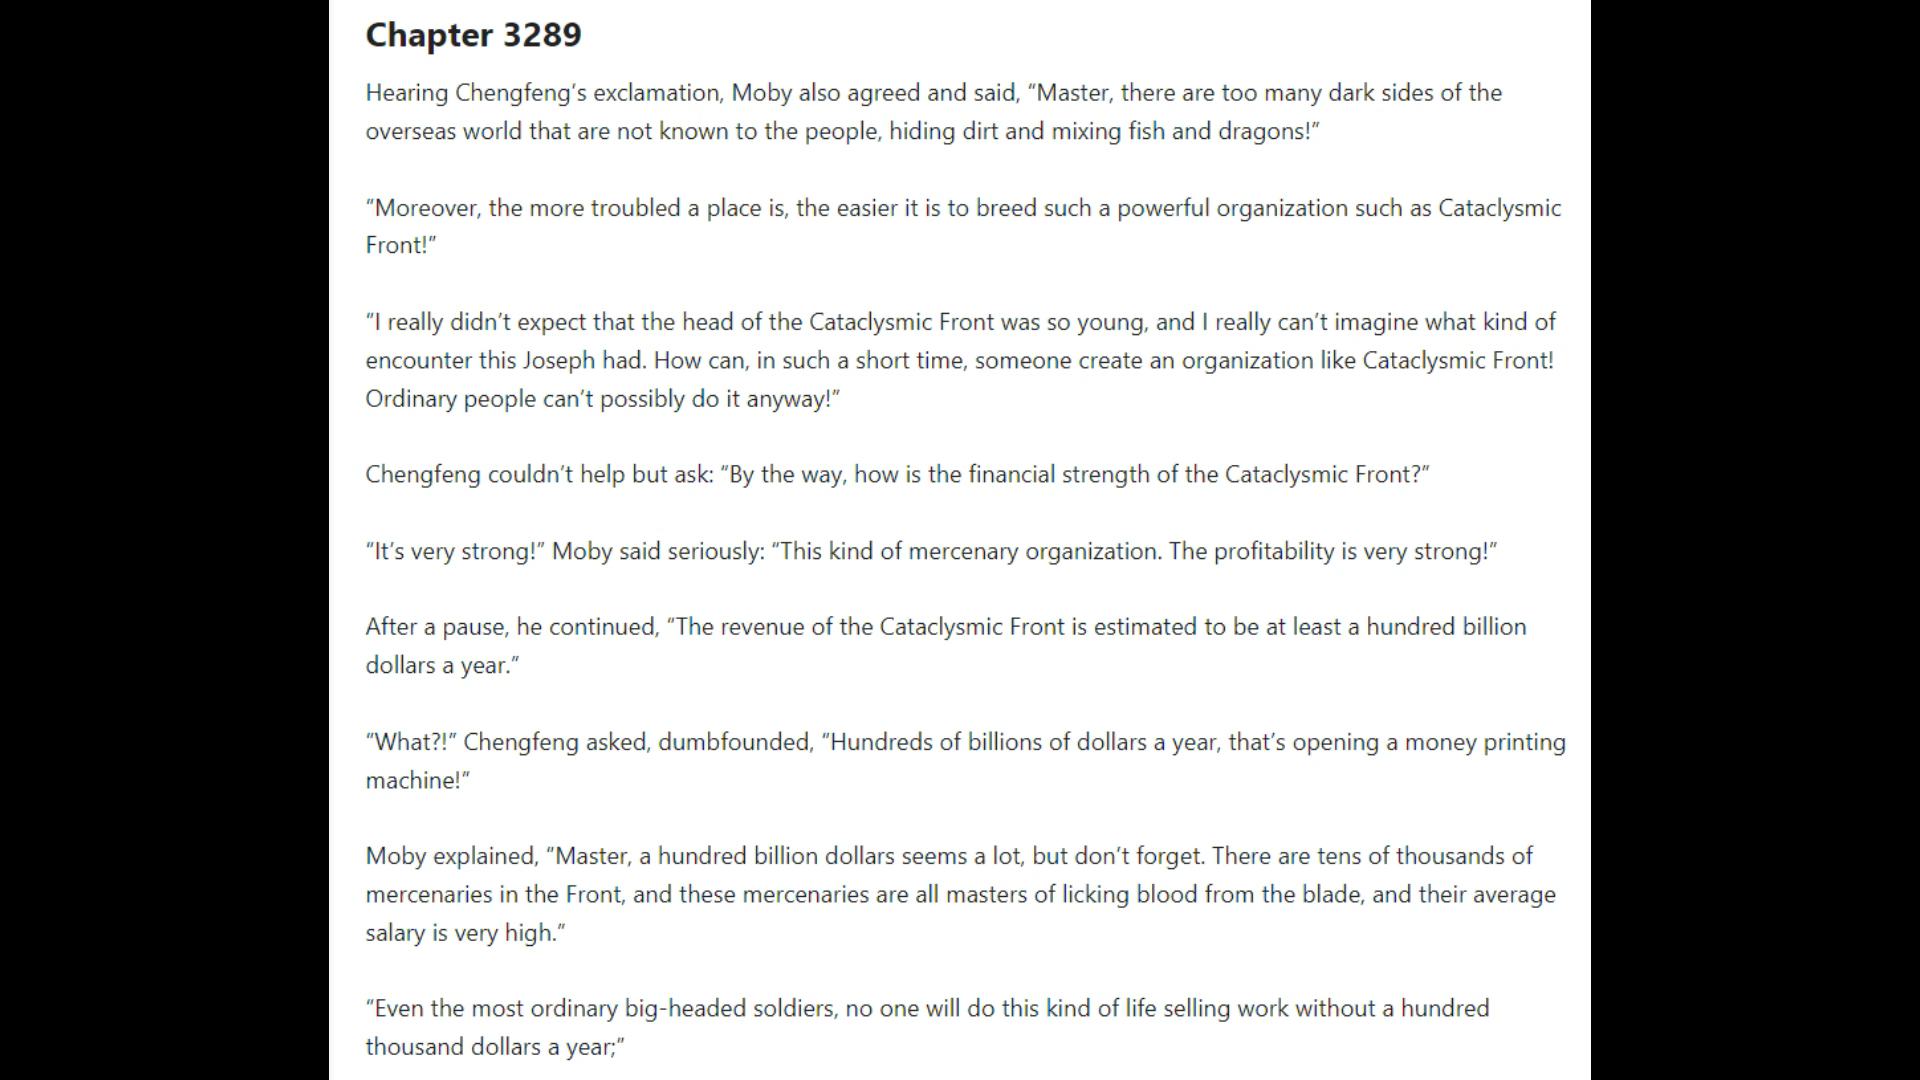 Chapter 3289
Hearing Chengfeng’s exclamation, Moby also agreed and said, “Master, there are too many dark sides of the
overseas world that are not known to the people, hiding dirt and mixing fish and dragons!”
“Moreover, the more troubled a place is, the easier it is to breed such a powerful organization such as Cataclysmic
Front!”
“I really didn’t expect that the head of the Cataclysmic Front was so young, and I really can’t imagine what kind of
encounter this Joseph had. How can, in such a short time, someone create an organization like Cataclysmic Front!
Ordinary people can’t possibly do it anyway!”
Chengfeng couldn’t help but ask: “By the way, how is the financial strength of the Cataclysmic Front?”
“It’s very strong!” Moby said seriously: “This kind of mercenary organization. The profitability is very strong!”
After a pause, he continued, “The revenue of the Cataclysmic Front is estimated to be at least a hundred billion
dollars a year.”
“What?!” Chengfeng asked, dumbfounded, “Hundreds of billions of dollars a year, that’s opening a money printing
machine!”
Moby explained, “Master, a hundred billion dollars seems a lot, but don’t forget. There are tens of thousands of
mercenaries in the Front, and these mercenaries are all masters of licking blood from the blade, and their average
salary is very high.”
“Even the most ordinary big-headed soldiers, no one will do this kind of life selling work without a hundred
thousand dollars a year;”